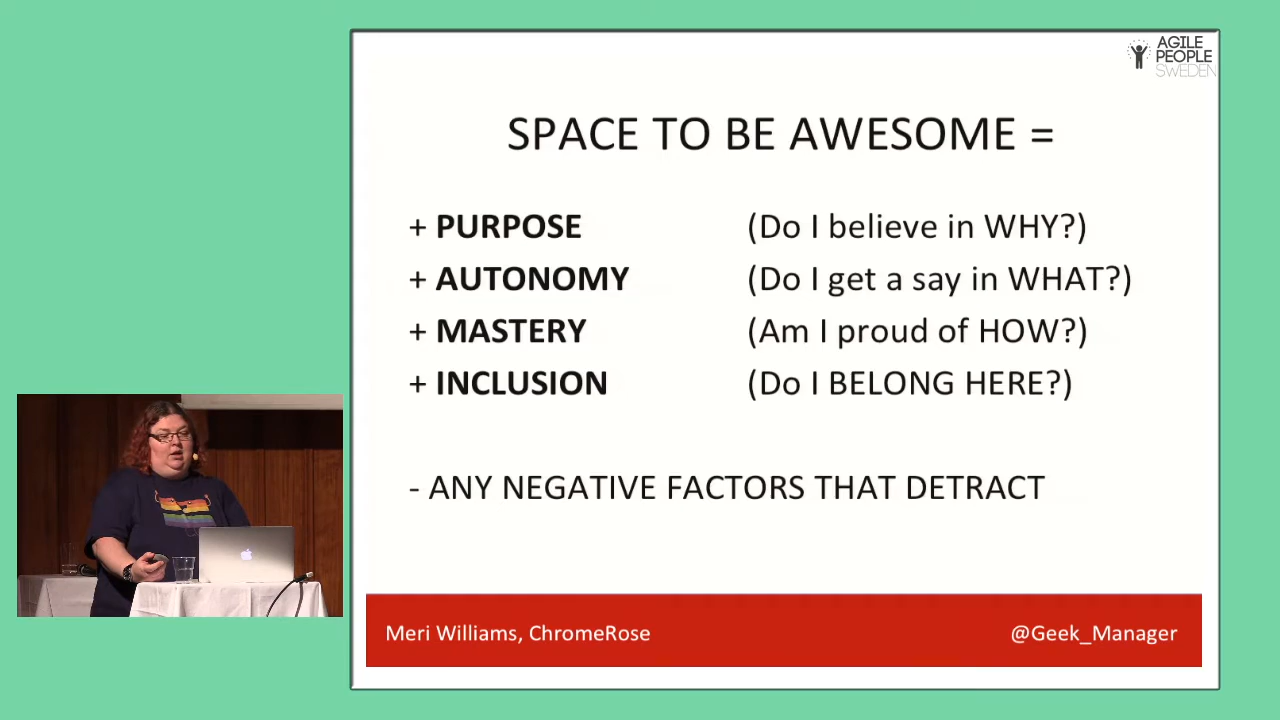 AGILE
PEOPLE
SWEDEN
SPACE TO BE AWESOME =
+ PURPOSE (Do I believe in WHY?)
+ AUTONOMY (Do I get a say in WHAT?)
+ MASTERY (Am I proud of HOW?)
+ INCLUSION (Do I BELONG HERE?)
- ANY NEGATIVE FACTORS THAT DETRACT
Meri Williams, ChromeRose @Geek_Manager